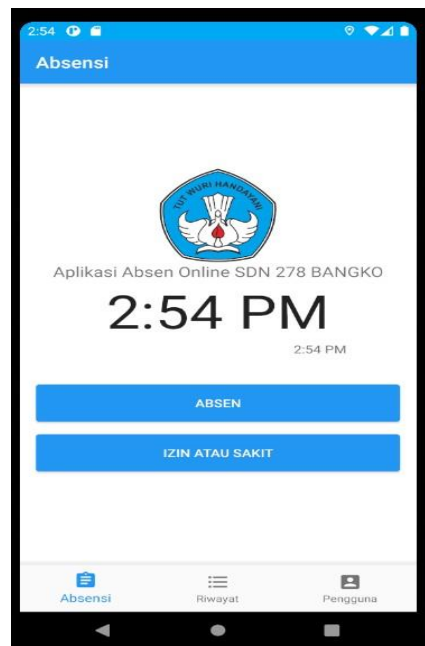 2:54
Absensi
TUT WURI HANDAYANI
Aplikasi Absen Online SDN 278 BANGKO
2:54 PM
2:54 PM
ABSEN
IZIN ATAU SAKIT
Absensi
Riwayat
Pengguna